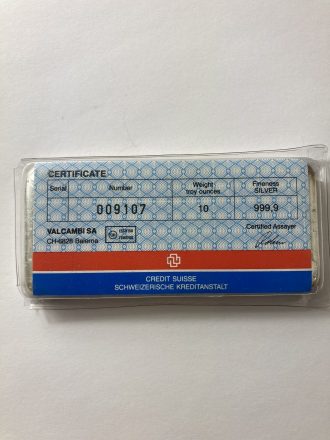 CERTIFICATE
Serial Number Weight troy ounces Fineness SILVER
009107 10 999,9
VALCAMBI SA Certified Assayer
CH-6828 Balerna
CREDIT SUISSE
SCHWEIZERISCHE KREDITANSTALT